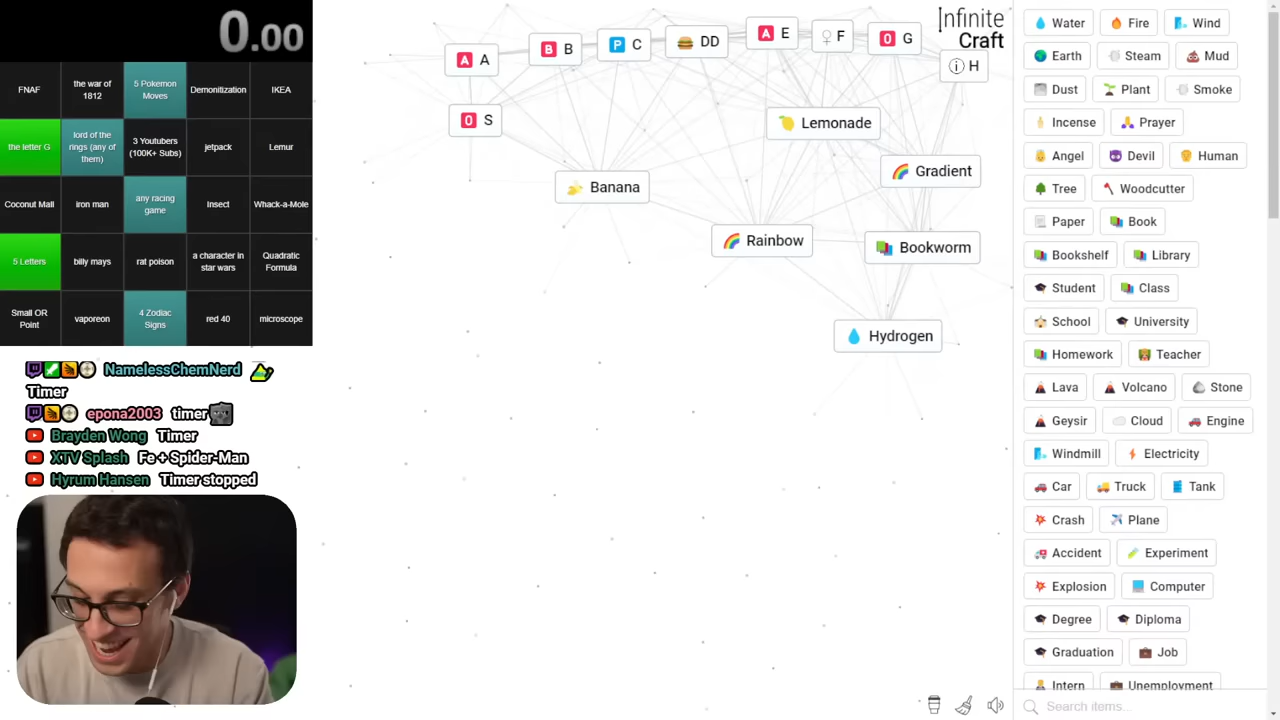 0.00
FNAF
the war of
1812
5 Pokemon
Moves
Demonitization
IKEA
the letter G
lord of the
rings (any of
them)
3 Youtubers
(100K+ Subs)
jetpack
Lemur
Coconut Mall
iron man
any racing
game
Insect
Whack-a-Mole
5 Letters
billy mays
rat poison
a character in
star wars
Quadratic
Formula
Small OR
Point
vaporeon
4 Zodiac
Signs
red 40
microscope
NamelessChemNerd
Timer
epona2003 timer
Brayden Wong Timer
XTV Splash Fe + Spider-Man
Hyrum Hansen Timer stopped
Infinite
Craft
A A
B B
P C
DD
A E
F
O G
H
O S
Lemonade
Gradient
Banana
Rainbow
Bookworm
Hydrogen
Water Fire Wind
Earth Steam Mud
Dust Plant Smoke
Incense Prayer
Angel Devil Human
Tree Woodcutter
Paper Book
Bookshelf Library
Student Class
School University
Homework Teacher
Lava Volcano Stone
Geysir Cloud Engine
Windmill Electricity
Car Truck Tank
Crash Plane
Accident Experiment
Explosion Computer
Degree Diploma
Graduation Job
Intern Unemployment
Search items...